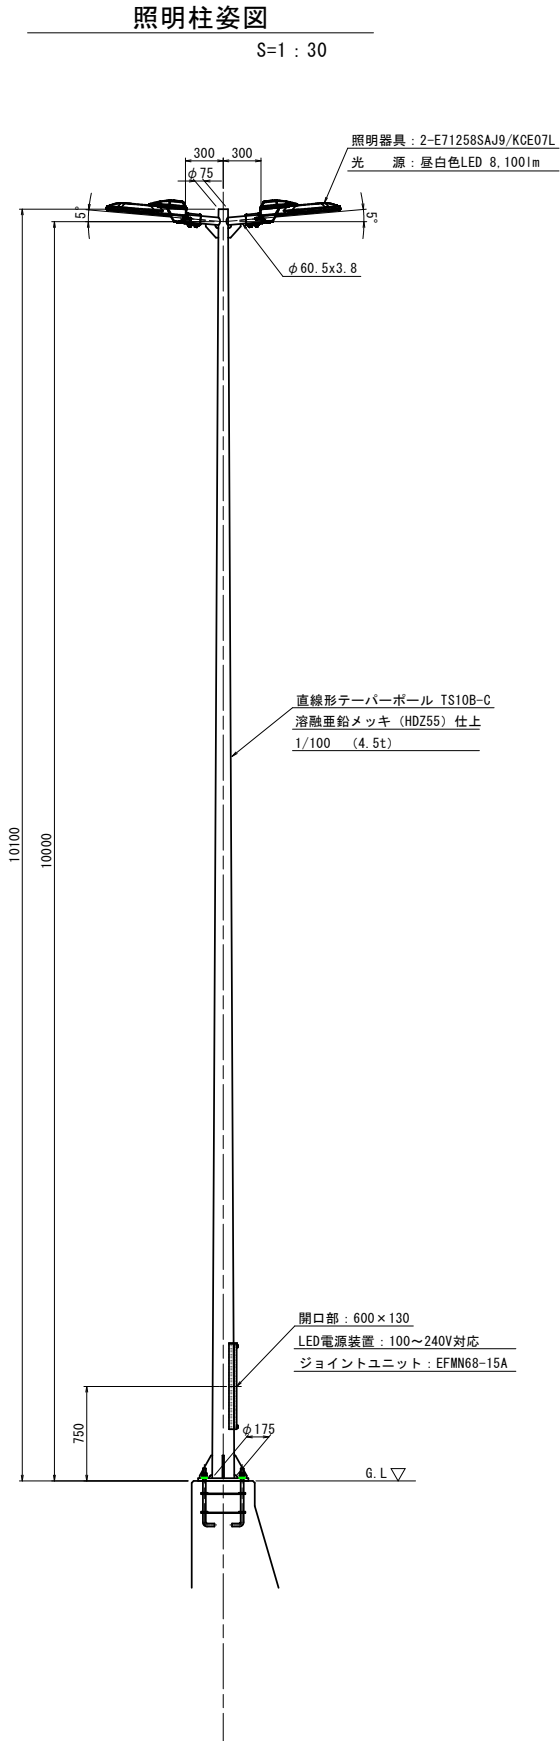 照明柱姿図
S=1：30
照明器具：2-E71258SAJ9/KCE07L
光　源：昼白色LED 8,100lm
300
300
φ75
5°
5°
φ60.5x3.8
直線形テーパーポール TS10B-C
溶融亜鉛メッキ（HDZ55）仕上
1/100　（4.5t）
10100
10000
開口部：600×130
LED電源装置：100～240V対応
ジョイントユニット：EFMN68-15A
750
φ175
G.L